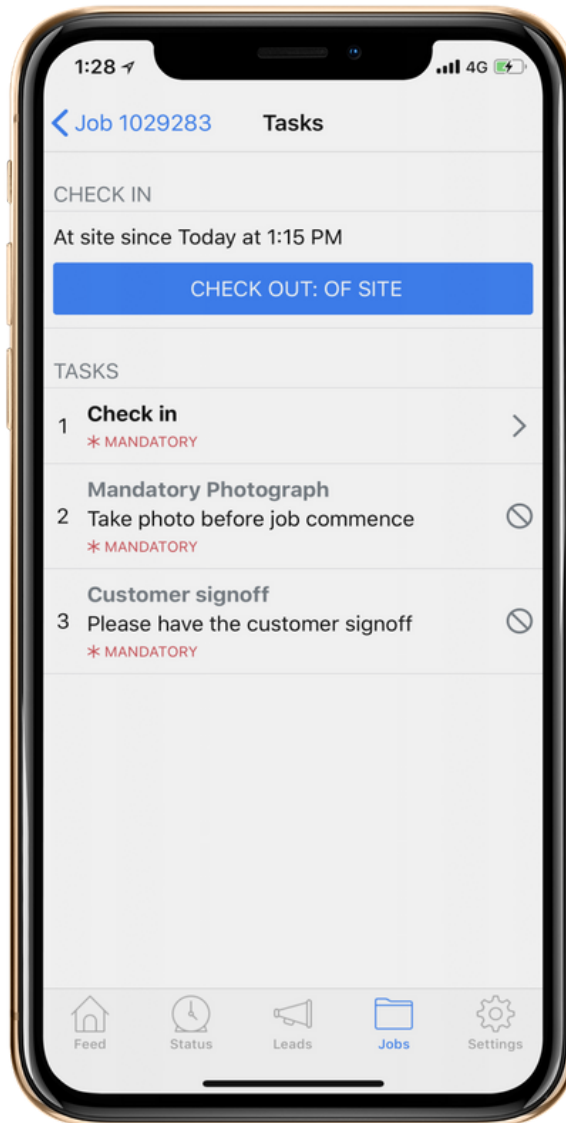 1:28
4G
Job 1029283
Tasks
CHECK IN
At site since Today at 1:15 PM
CHECK OUT: OF SITE
TASKS
1 Check in
* MANDATORY
Mandatory Photograph
2 Take photo before job commence
* MANDATORY
Customer signoff
3 Please have the customer signoff
* MANDATORY
Feed Status Leads Jobs Settings